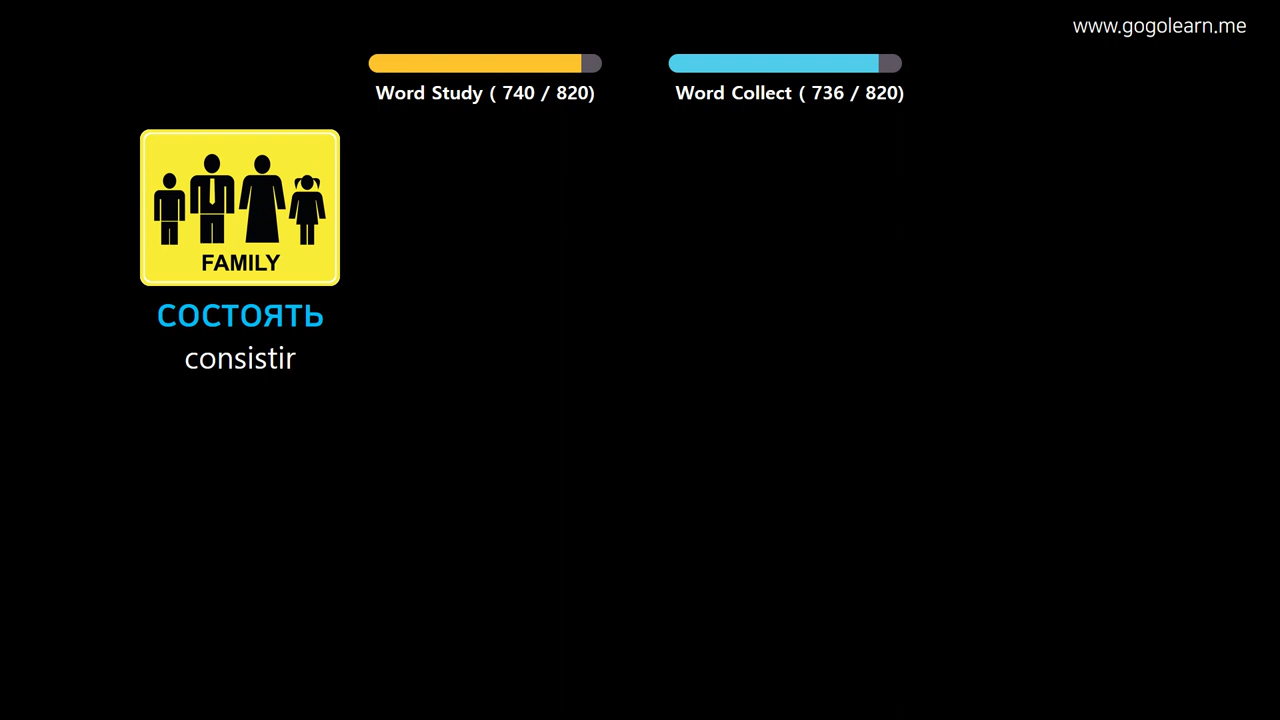 www.gogolearn.me
Word Study ( 740 / 820)
Word Collect ( 736 / 820)
FAMILY
состоять
consistir